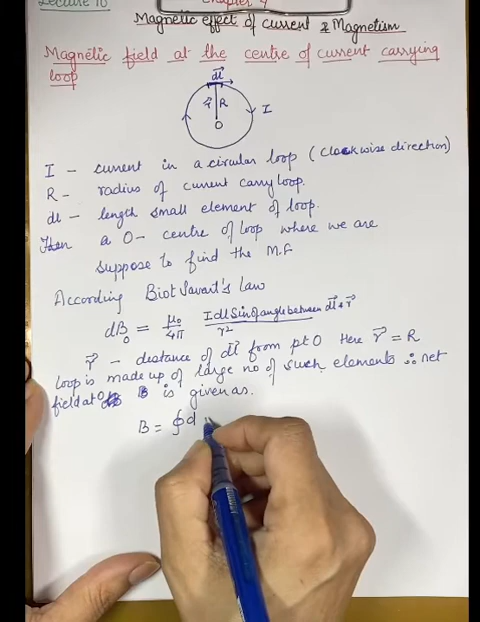 Lecture 10
Chapter 4
Magnetic effect of current & Magnetism
Magnetic field at the centre of current carrying
loop
dl
r R I
O
I - current in a circular loop (Clockwise direction)
R - radius of current carry loop.
dl - length small element of loop.
Then a O - centre of loop where we are
suppose to find the M.F
According Biot Savart's law
dB₀ = μ₀/4π I dl Sin of angle between dl & r / r²
r - distance of dl from pt O Here r = R
Loop is made up of large no of such elements ∴ net
field at O B is given as.
B = ∮d